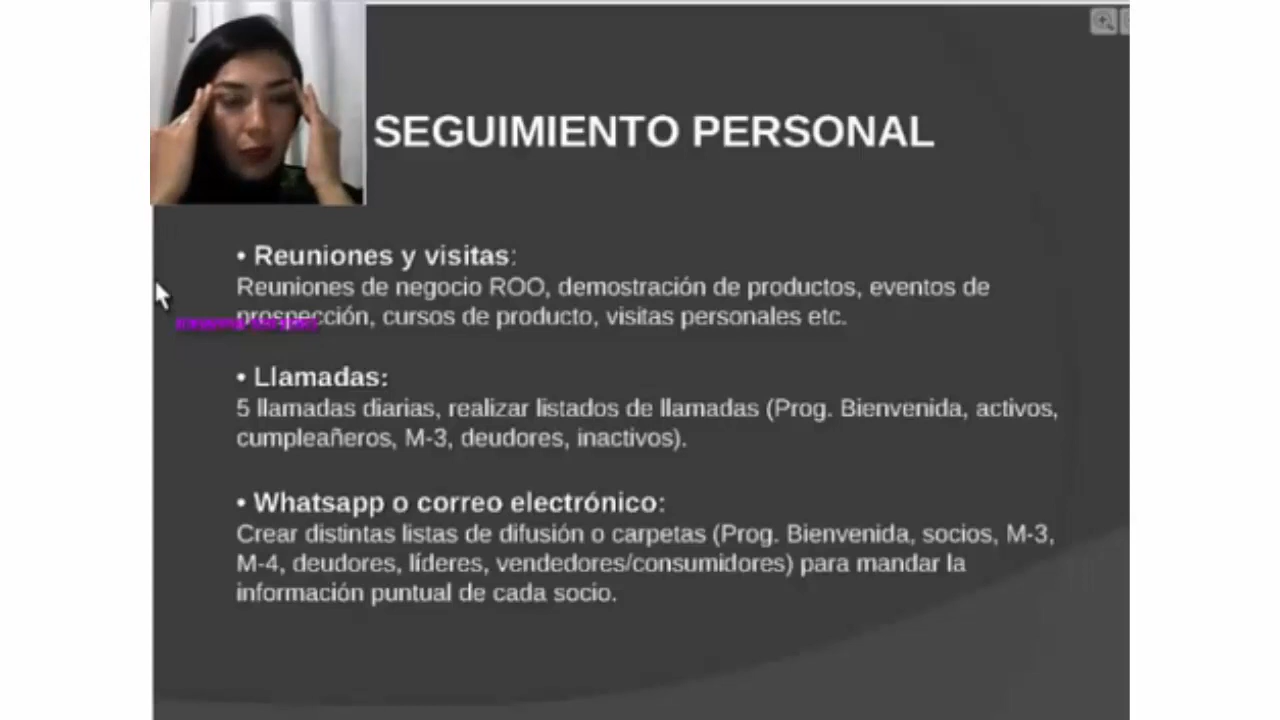 SEGUIMIENTO PERSONAL
• Reuniones y visitas:
Reuniones de negocio ROO, demostración de productos, eventos de
prospección, cursos de producto, visitas personales etc.
• Llamadas:
5 llamadas diarias, realizar listados de llamadas (Prog. Bienvenida, activos,
cumpleañeros, M-3, deudores, inactivos).
• Whatsapp o correo electrónico:
Crear distintas listas de difusión o carpetas (Prog. Bienvenida, socios, M-3,
M-4, deudores, líderes, vendedores/consumidores) para mandar la
información puntual de cada socio.